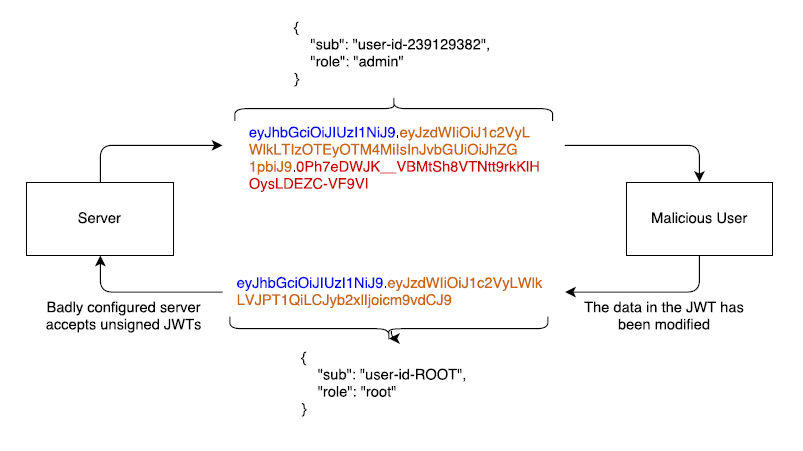 {
"sub": "user-id-239129382",
"role": "admin"
}
eyJhbGciOiJIUzI1NiJ9.eyJzdWIiOiJ1c2VyL
WlkLTIzOTEyOTM4MiIsInJvbGUiOiJhZG
1pbiJ9.0Ph7eDWJK__VBMtSh8VTNtt9rkKlH
OysLDEZC-VF9VI
Server
Malicious User
eyJhbGciOiJIUzI1NiJ9.eyJzdWIiOiJ1c2VyLWlk
LVJPT1QiLCJyb2xlIjoicm9vdCJ9
Badly configured server
accepts unsigned JWTs
The data in the JWT has
been modified
{
"sub": "user-id-ROOT",
"role": "root"
}